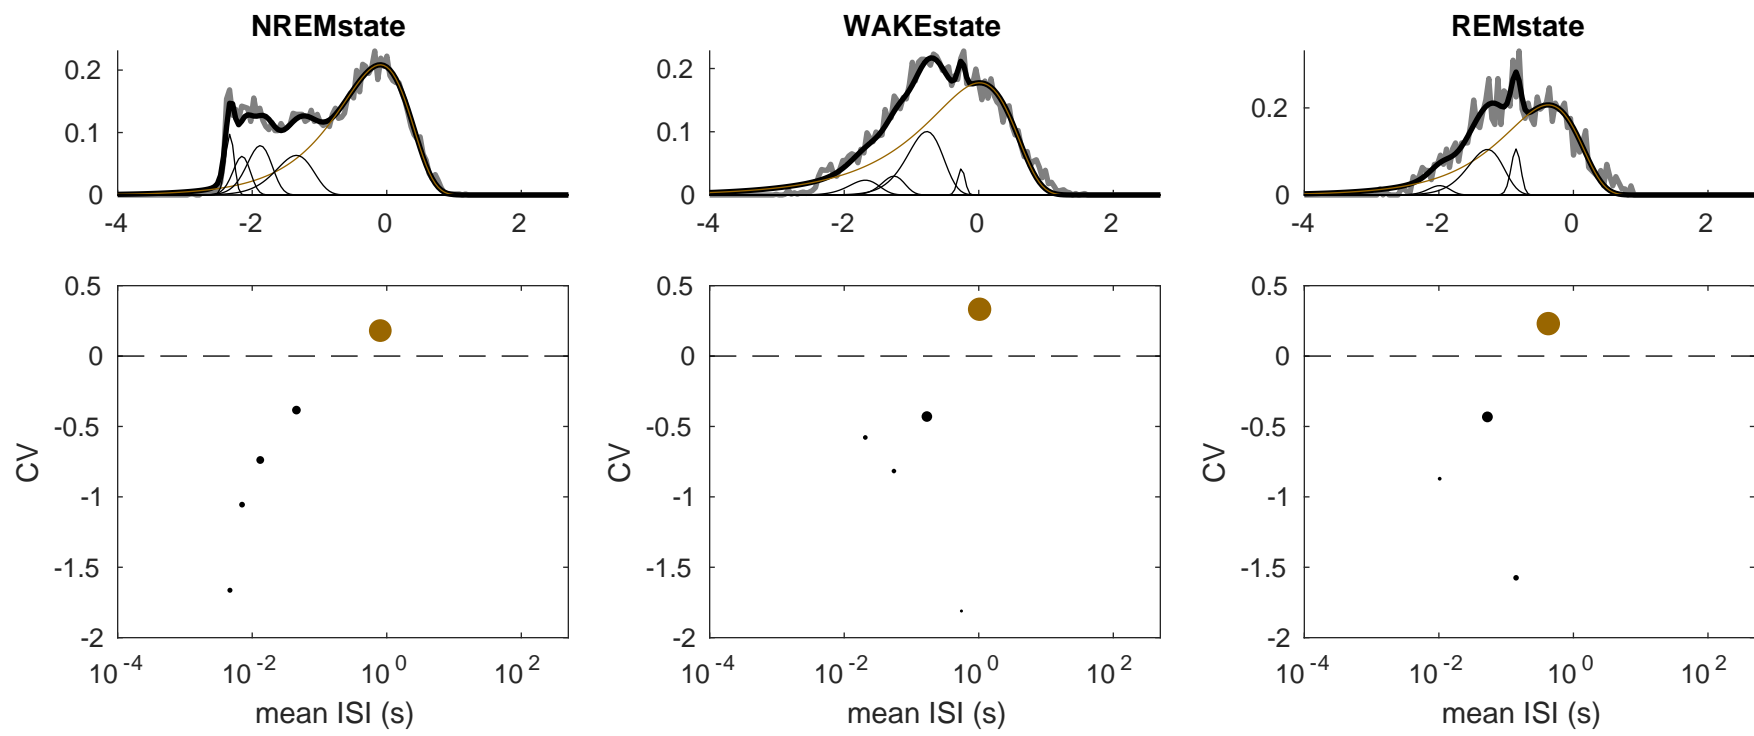 NREMstate WAKEstate REMstate
0.2 0.2 0.2
0.1 0.1
0 0 0
-4 -2 0 2 -4 -2 0 2 -4 -2 0 2
0.5 0.5 0.5
0 0 0
-0.5 -0.5 -0.5
-1 -1 -1
-1.5 -1.5 -1.5
-2 -2 -2
CV CV CV
10^-4 10^-2 10^0 10^2 10^-4 10^-2 10^0 10^2 10^-4 10^-2 10^0 10^2
mean ISI (s) mean ISI (s) mean ISI (s)